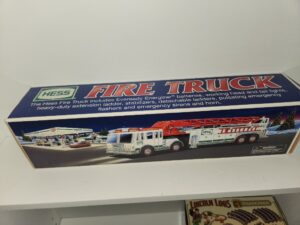 HESS
FIRE TRUCK
The Hess Fire Truck includes Eveready Energizer® batteries, working head and tail lights,
heavy-duty extension ladder, stabilizers, detachable ladders, pulsating emergency
flashers and emergency sirens and horn.
LINCOLN LOGS